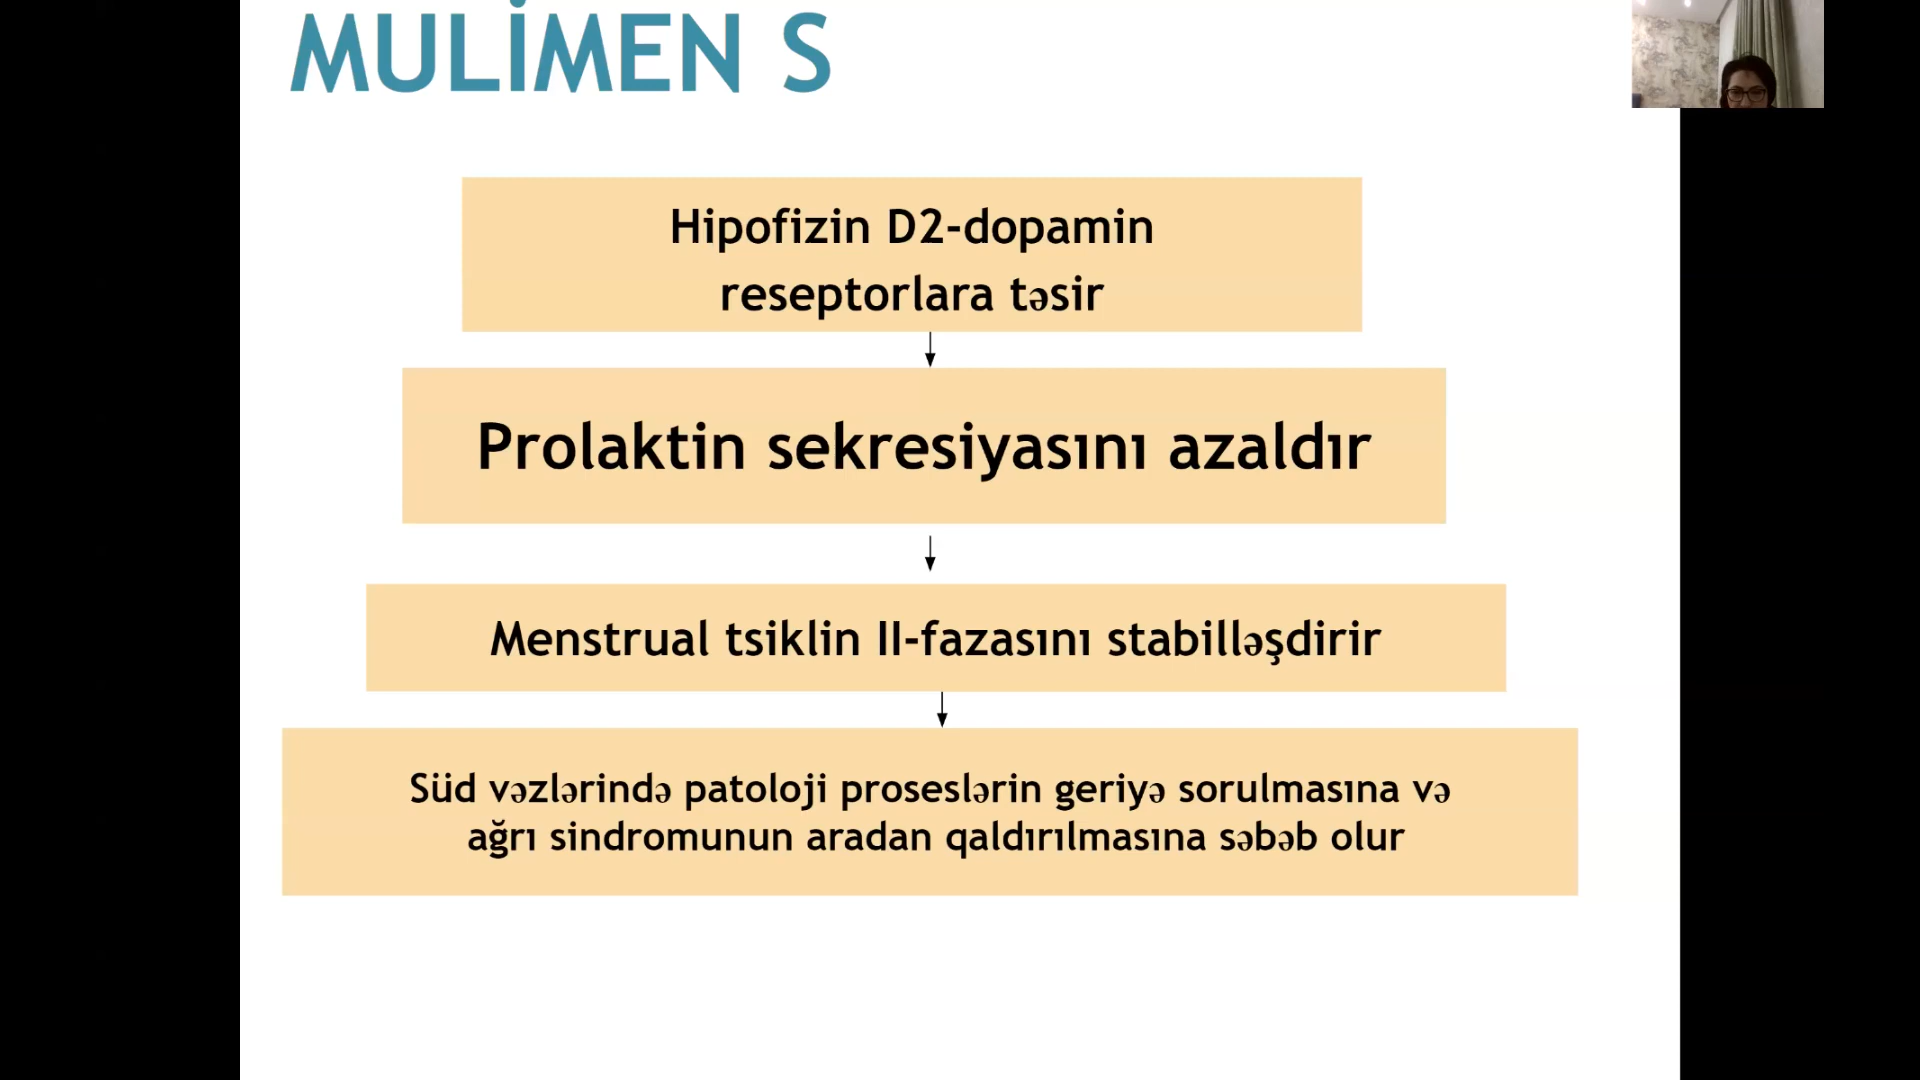 MULİMEN S
Hipofizin D2-dopamin
reseptorlara təsir
Prolaktin sekresiyasını azaldır
Menstrual tsiklin II-fazasını stabilləşdirir
Süd vəzlərində patoloji proseslərin geriyə sorulmasına və
ağrı sindromunun aradan qaldırılmasına səbəb olur